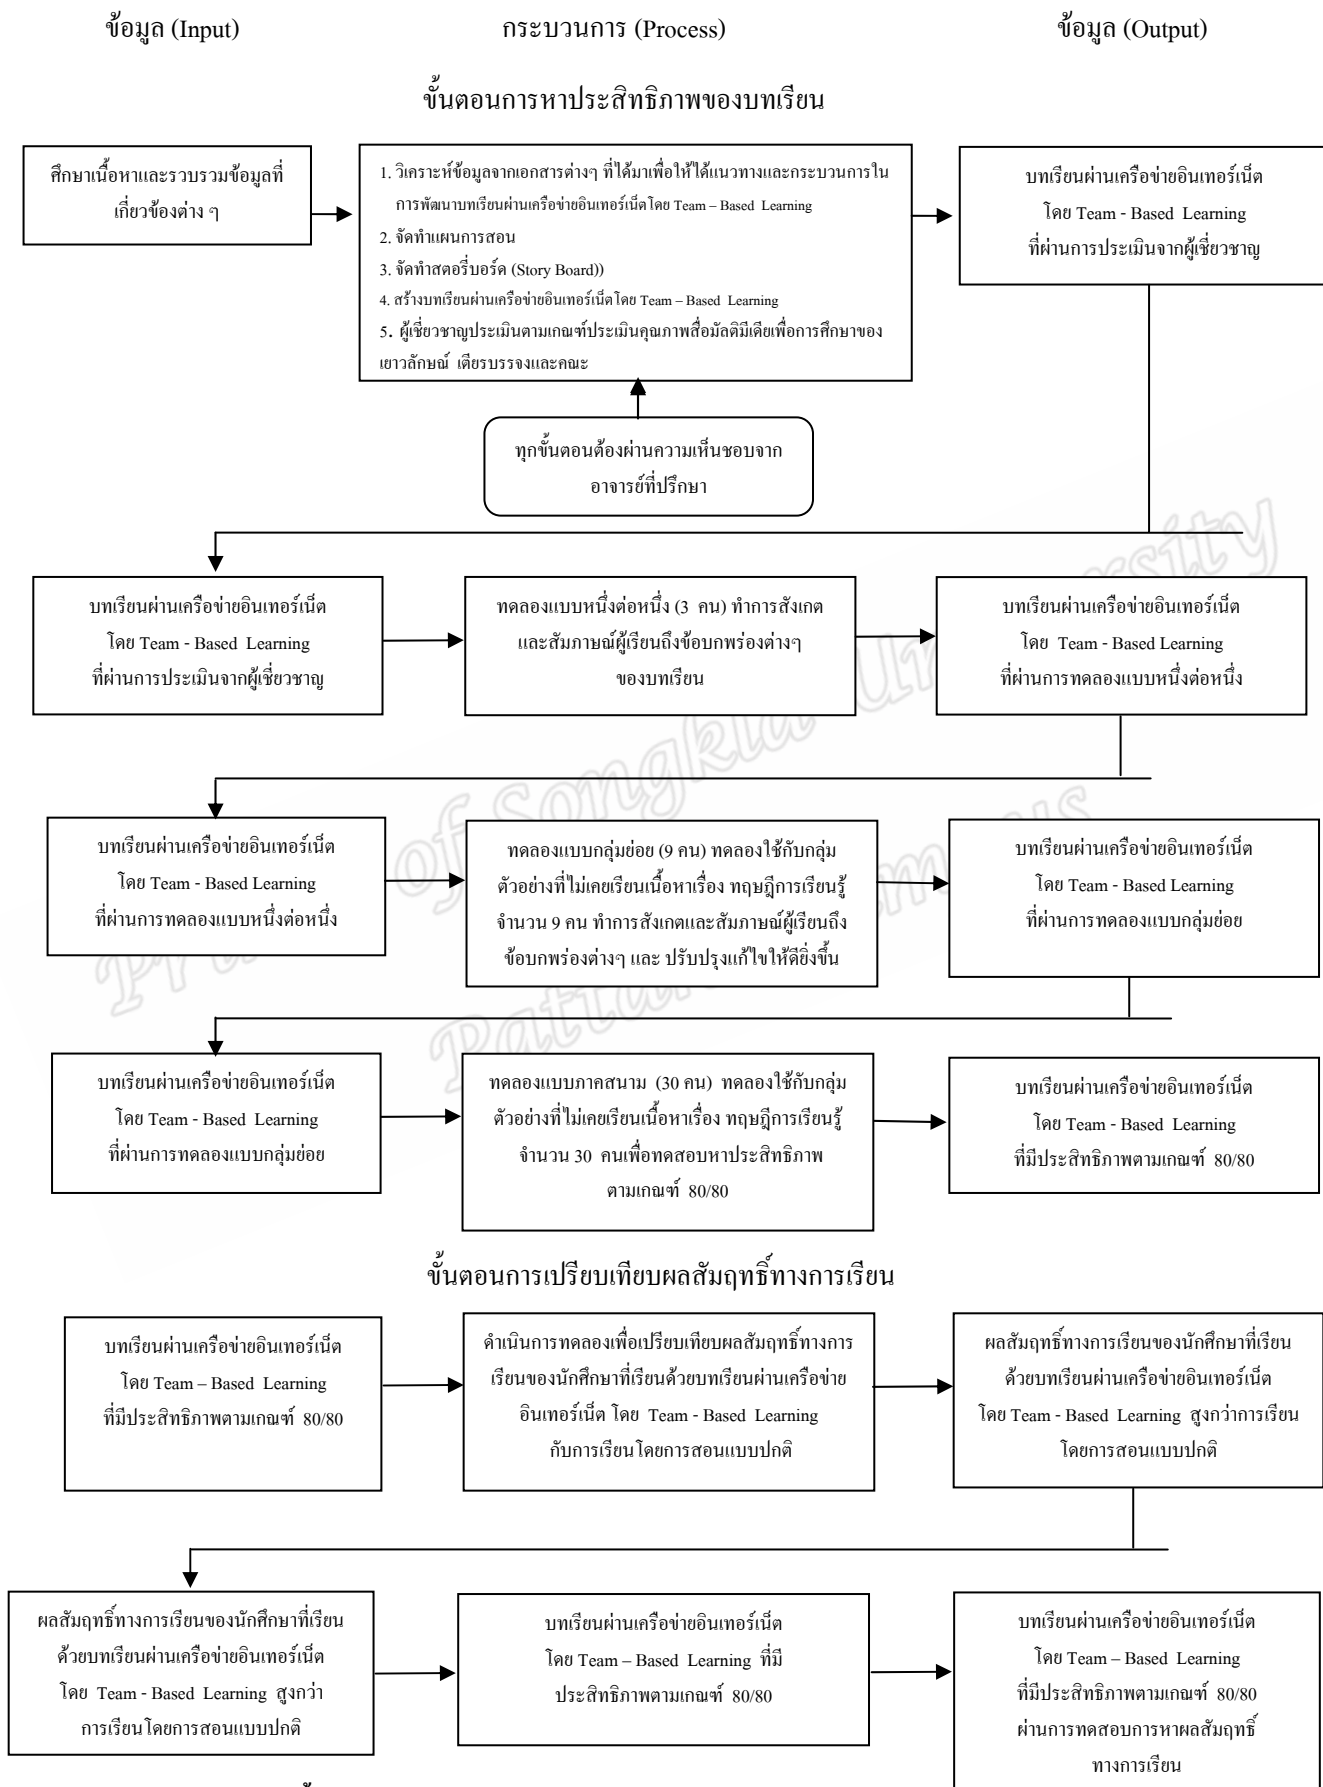 ข้อมูล (Input)
กระบวนการ (Process)
ข้อมูล (Output)
ขั้นตอนการหาประสิทธิภาพของบทเรียน
ศึกษาเนื้อหาและรวบรวมข้อมูลที่
เกี่ยวข้องต่าง ๆ
1. วิเคราะห์ข้อมูลจากเอกสารต่างๆ ที่ได้มาเพื่อให้ได้แนวทางและกระบวนการใน
การพัฒนาบทเรียนผ่านเครือข่ายอินเทอร์เน็ตโดย Team – Based Learning
2. จัดทำแผนการสอน
3. จัดทำสตอรี่บอร์ด (Story Board))
4. สร้างบทเรียนผ่านเครือข่ายอินเทอร์เน็ตโดย Team – Based Learning
5. ผู้เชี่ยวชาญประเมินตามเกณฑ์ประเมินคุณภาพสื่อมัลติมีเดียเพื่อการศึกษาของ
เยาวลักษณ์ เตียรบรรจงและคณะ
บทเรียนผ่านเครือข่ายอินเทอร์เน็ต
โดย Team - Based Learning
ที่ผ่านการประเมินจากผู้เชี่ยวชาญ
ทุกขั้นตอนต้องผ่านความเห็นชอบจาก
อาจารย์ที่ปรึกษา
บทเรียนผ่านเครือข่ายอินเทอร์เน็ต
โดย Team - Based Learning
ที่ผ่านการประเมินจากผู้เชี่ยวชาญ
ทดลองแบบหนึ่งต่อหนึ่ง (3 คน) ทำการสังเกต
และสัมภาษณ์ผู้เรียนถึงข้อบกพร่องต่างๆ
ของบทเรียน
บทเรียนผ่านเครือข่ายอินเทอร์เน็ต
โดย Team - Based Learning
ที่ผ่านการทดลองแบบหนึ่งต่อหนึ่ง
บทเรียนผ่านเครือข่ายอินเทอร์เน็ต
โดย Team - Based Learning
ที่ผ่านการทดลองแบบหนึ่งต่อหนึ่ง
ทดลองแบบกลุ่มย่อย (9 คน) ทดลองใช้กับกลุ่ม
ตัวอย่างที่ไม่เคยเรียนเนื้อหาเรื่อง ทฤษฎีการเรียนรู้
จำนวน 9 คน ทำการสังเกตและสัมภาษณ์ผู้เรียนถึง
ข้อบกพร่องต่างๆ และ ปรับปรุงแก้ไขให้ดียิ่งขึ้น
บทเรียนผ่านเครือข่ายอินเทอร์เน็ต
โดย Team - Based Learning
ที่ผ่านการทดลองแบบกลุ่มย่อย
บทเรียนผ่านเครือข่ายอินเทอร์เน็ต
โดย Team - Based Learning
ที่ผ่านการทดลองแบบกลุ่มย่อย
ทดลองแบบภาคสนาม (30 คน) ทดลองใช้กับกลุ่ม
ตัวอย่างที่ไม่เคยเรียนเนื้อหาเรื่อง ทฤษฎีการเรียนรู้
จำนวน 30 คนเพื่อทดสอบหาประสิทธิภาพ
ตามเกณฑ์ 80/80
บทเรียนผ่านเครือข่ายอินเทอร์เน็ต
โดย Team - Based Learning
ที่มีประสิทธิภาพตามเกณฑ์ 80/80
ขั้นตอนการเปรียบเทียบผลสัมฤทธิ์ทางการเรียน
บทเรียนผ่านเครือข่ายอินเทอร์เน็ต
โดย Team – Based Learning
ที่มีประสิทธิภาพตามเกณฑ์ 80/80
ดำเนินการทดลองเพื่อเปรียบเทียบผลสัมฤทธิ์ทางการ
เรียนของนักศึกษาที่เรียนด้วยบทเรียนผ่านเครือข่าย
อินเทอร์เน็ต โดย Team - Based Learning
กับการเรียนโดยการสอนแบบปกติ
ผลสัมฤทธิ์ทางการเรียนของนักศึกษาที่เรียน
ด้วยบทเรียนผ่านเครือข่ายอินเทอร์เน็ต
โดย Team - Based Learning สูงกว่าการเรียน
โดยการสอนแบบปกติ
ผลสัมฤทธิ์ทางการเรียนของนักศึกษาที่เรียน
ด้วยบทเรียนผ่านเครือข่ายอินเทอร์เน็ต
โดย Team - Based Learning สูงกว่า
การเรียนโดยการสอนแบบปกติ
บทเรียนผ่านเครือข่ายอินเทอร์เน็ต
โดย Team – Based Learning ที่มี
ประสิทธิภาพตามเกณฑ์ 80/80
บทเรียนผ่านเครือข่ายอินเทอร์เน็ต
โดย Team – Based Learning
ที่มีประสิทธิภาพตามเกณฑ์ 80/80
ผ่านการทดสอบการหาผลสัมฤทธิ์
ทางการเรียน